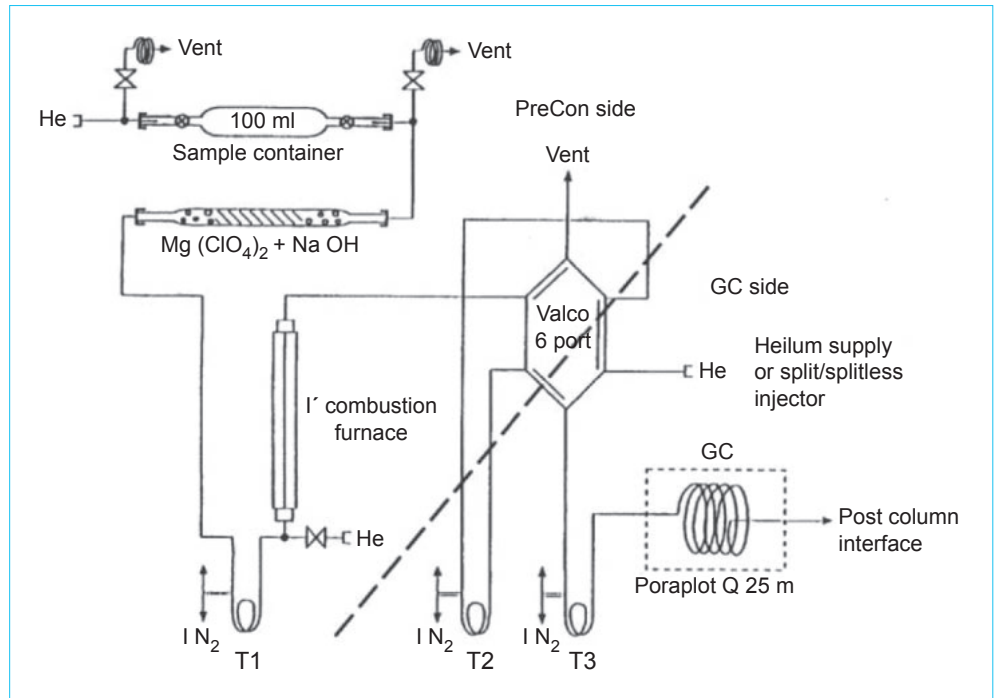 Vent
Vent
He
100 ml
Sample container
PreCon side
Vent
Mg (ClO4)2 + Na OH
GC side
Valco
6 port
He
Heilum supply
or split/splitless
injector
I´ combustion
furnace
GC
He
Post column
interface
Poraplot Q 25 m
I N2
I N2
I N2
T1
T2
T3